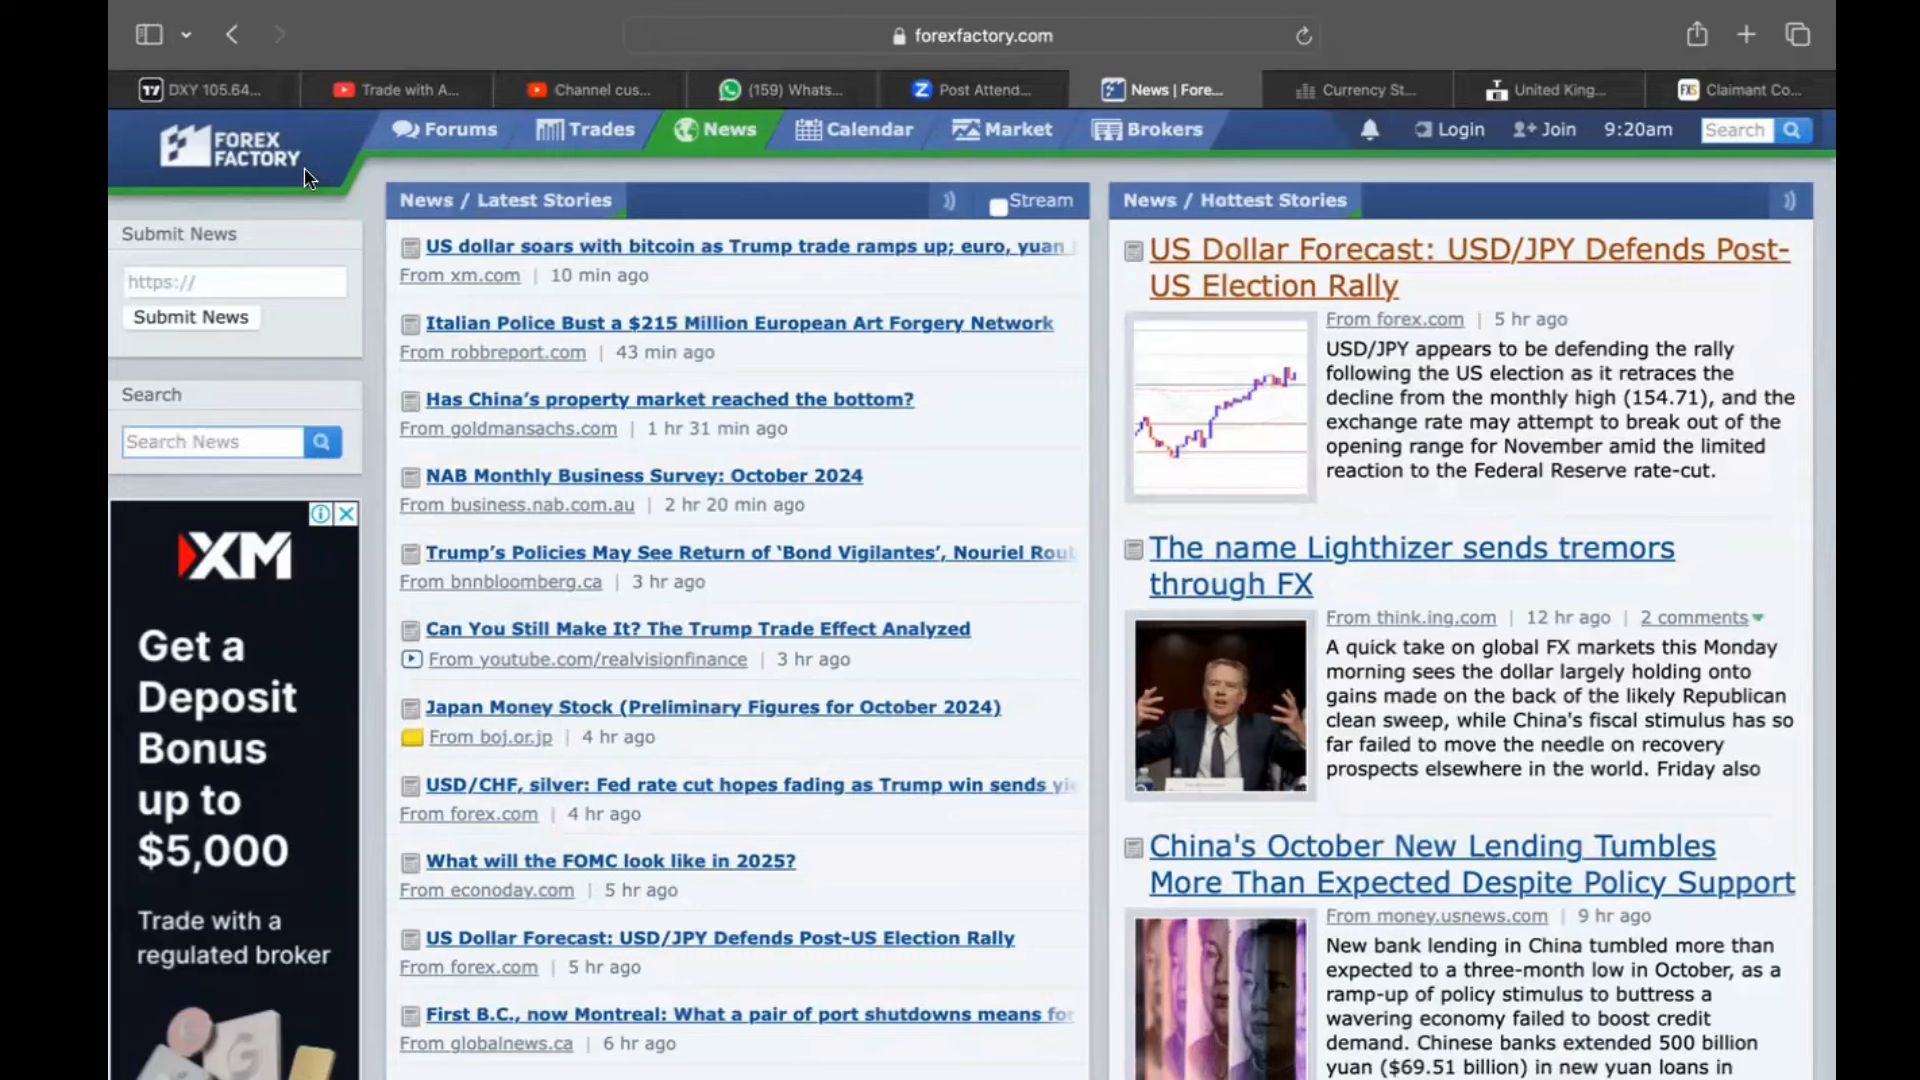 forexfactory.com
DXY 105.64...
Trade with A...
Channel cus...
(159) Whats...
Post Attend...
News | Fore...
Currency St...
United King...
FXS Claimant Co...
FOREX
FACTORY
Forums
Trades
News
Calendar
Market
Brokers
Login
Join
9:20am
Search
Submit News
https://
Submit News
Search
Search News
XM
Get a
Deposit
Bonus
up to
$5,000
Trade with a
regulated broker
News / Latest Stories
Stream
US dollar soars with bitcoin as Trump trade ramps up; euro, yuan
From xm.com | 10 min ago
Italian Police Bust a $215 Million European Art Forgery Network
From robbreport.com | 43 min ago
Has China’s property market reached the bottom?
From goldmansachs.com | 1 hr 31 min ago
NAB Monthly Business Survey: October 2024
From business.nab.com.au | 2 hr 20 min ago
Trump’s Policies May See Return of ‘Bond Vigilantes’, Nouriel Roub
From bnnbloomberg.ca | 3 hr ago
Can You Still Make It? The Trump Trade Effect Analyzed
From youtube.com/realvisionfinance | 3 hr ago
Japan Money Stock (Preliminary Figures for October 2024)
From boj.or.jp | 4 hr ago
USD/CHF, silver: Fed rate cut hopes fading as Trump win sends yie
From forex.com | 4 hr ago
What will the FOMC look like in 2025?
From econoday.com | 5 hr ago
US Dollar Forecast: USD/JPY Defends Post-US Election Rally
From forex.com | 5 hr ago
First B.C., now Montreal: What a pair of port shutdowns means for
From globalnews.ca | 6 hr ago
News / Hottest Stories
US Dollar Forecast: USD/JPY Defends Post-
US Election Rally
From forex.com | 5 hr ago
USD/JPY appears to be defending the rally
following the US election as it retraces the
decline from the monthly high (154.71), and the
exchange rate may attempt to break out of the
opening range for November amid the limited
reaction to the Federal Reserve rate-cut.
The name Lighthizer sends tremors
through FX
From think.ing.com | 12 hr ago | 2 comments
A quick take on global FX markets this Monday
morning sees the dollar largely holding onto
gains made on the back of the likely Republican
clean sweep, while China's fiscal stimulus has so
far failed to move the needle on recovery
prospects elsewhere in the world. Friday also
China's October New Lending Tumbles
More Than Expected Despite Policy Support
From money.usnews.com | 9 hr ago
New bank lending in China tumbled more than
expected to a three-month low in October, as a
ramp-up of policy stimulus to buttress a
wavering economy failed to boost credit
demand. Chinese banks extended 500 billion
yuan ($69.51 billion) in new yuan loans in